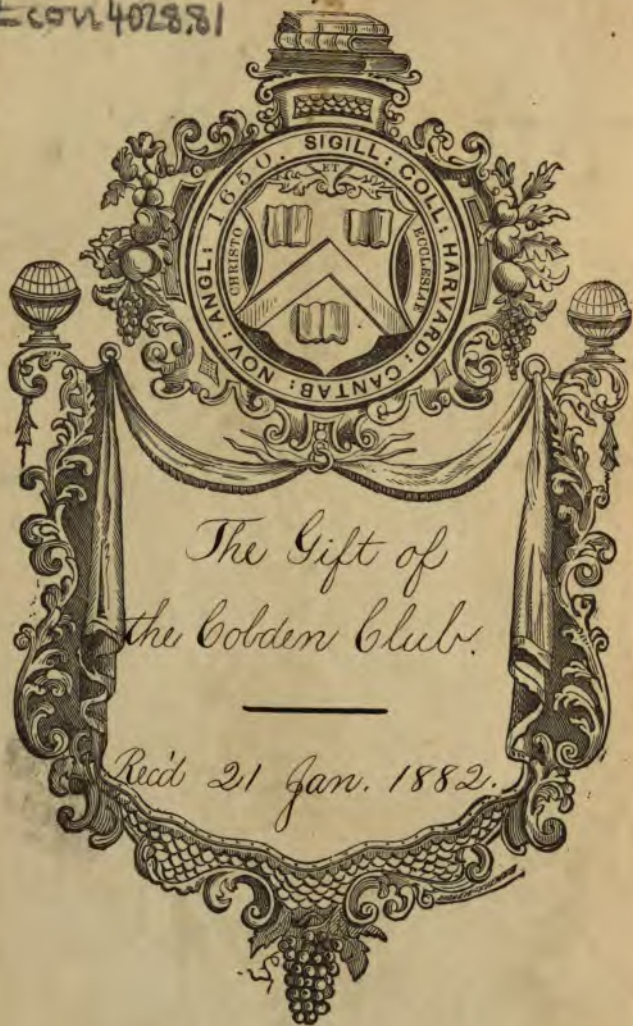 Econ 4028.81
SIGILL: COLL: HARVARD: CANTAB: NOV: ANGL: 1650.
ET
CHRISTO
ECCLESIAE
The Gift of
the Cobden Club.
Rec'd 21 Jan. 1882.